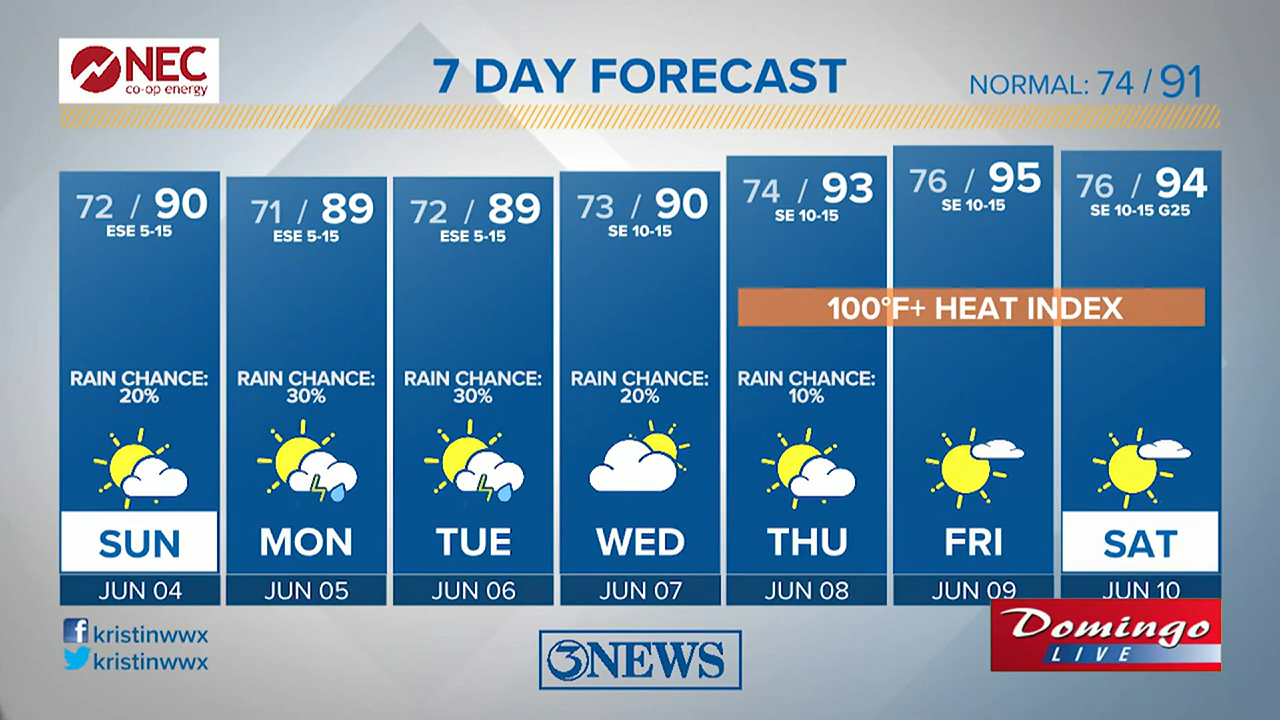 NEC
co-op energy
7 DAY FORECAST
NORMAL: 74 / 91
72 / 90
ESE 5-15
RAIN CHANCE:
20%
SUN
JUN 04
71 / 89
ESE 5-15
RAIN CHANCE:
30%
MON
JUN 05
72 / 89
ESE 5-15
RAIN CHANCE:
30%
TUE
JUN 06
73 / 90
SE 10-15
RAIN CHANCE:
20%
WED
JUN 07
74 / 93
SE 10-15
RAIN CHANCE:
10%
THU
JUN 08
76 / 95
SE 10-15
FRI
JUN 09
76 / 94
SE 10-15 G25
SAT
JUN 10
100°F+ HEAT INDEX
f kristinwwx
kristinwwx
3NEWS
Domingo
LIVE